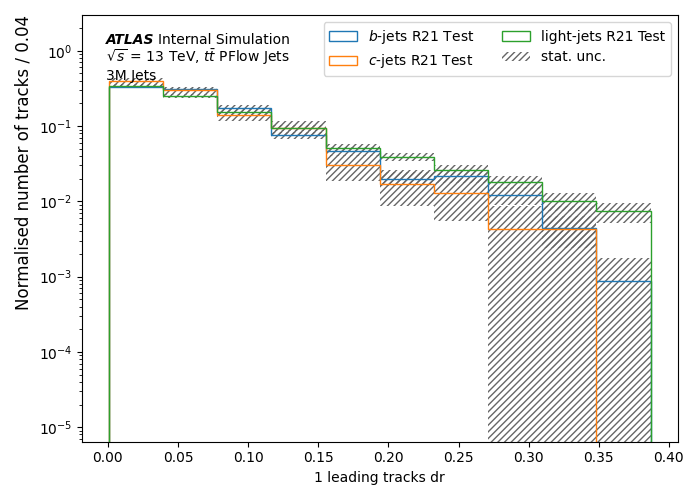 ATLAS Internal Simulation
√s = 13 TeV, tt̄ PFlow Jets
3M Jets
b-jets R21 Test
c-jets R21 Test
light-jets R21 Test
stat. unc.
Normalised number of tracks / 0.04
10⁰
10⁻¹
10⁻²
10⁻³
10⁻⁴
10⁻⁵
0.00 0.05 0.10 0.15 0.20 0.25 0.30 0.35 0.40
1 leading tracks dr